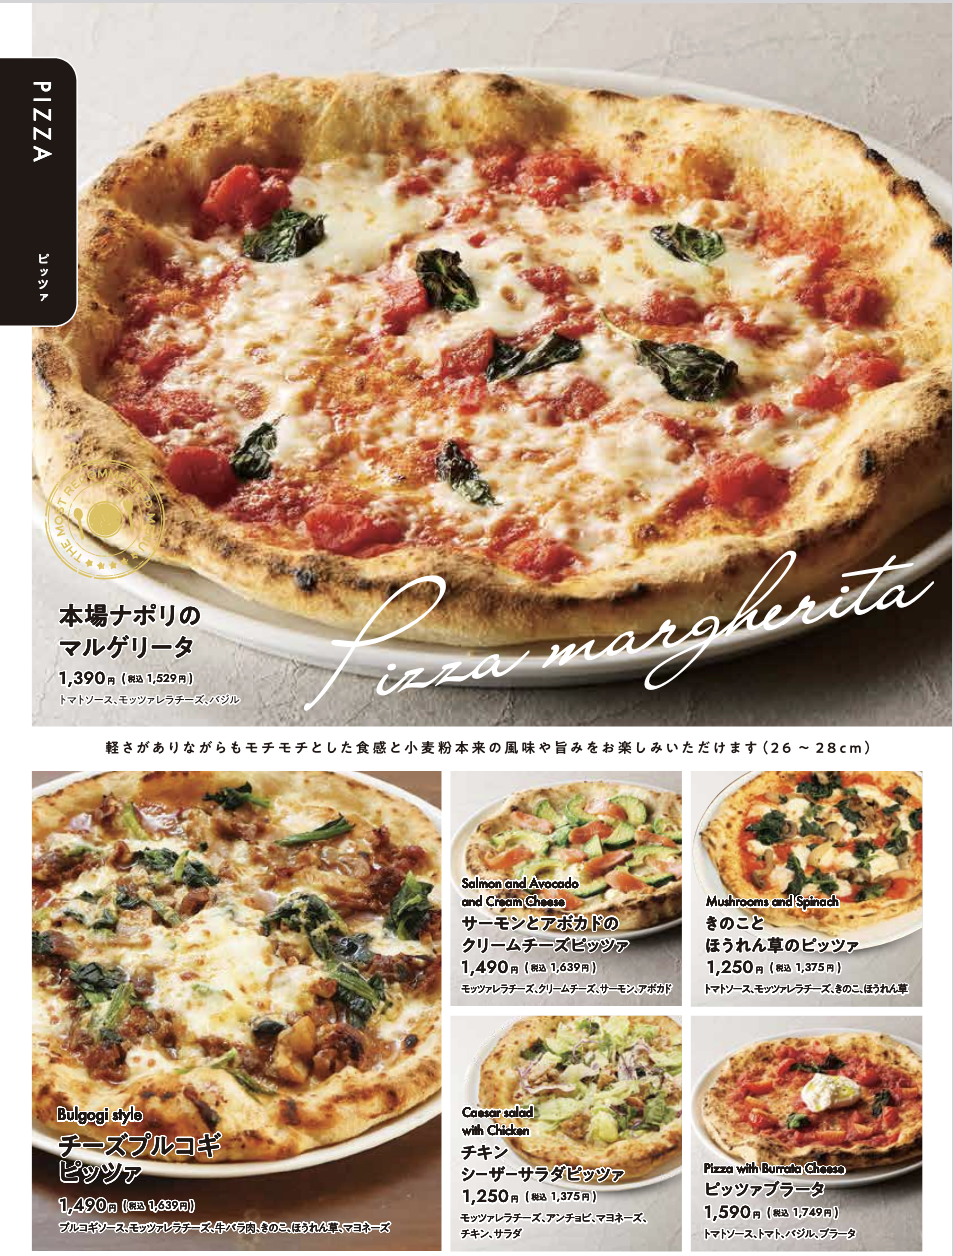 PIZZA
ピッツァ
THE MOST RECOMMENDED MENU
本場ナポリの
マルゲリータ
1,390円 (税込 1,529円)
トマトソース、モッツァレラチーズ、バジル
Pizza margherita
軽さがありながらもモチモチとした食感と小麦粉本来の風味や旨みをお楽しみいただけます(26 ～ 28cm)
Bulgogi style
チーズプルコギ
ピッツァ
1,490円 (税込 1,639円)
プルコギソース、モッツァレラチーズ、牛バラ肉、きのこ、ほうれん草、マヨネーズ
Salmon and Avocado
and Cream Cheese
サーモンとアボカドの
クリームチーズピッツァ
1,490円 (税込 1,639円)
モッツァレラチーズ、クリームチーズ、サーモン、アボカド
Mushrooms and Spinach
きのこと
ほうれん草のピッツァ
1,250円 (税込 1,375円)
トマトソース、モッツァレラチーズ、きのこ、ほうれん草
Caesar salad
with Chicken
チキン
シーザーサラダピッツァ
1,250円 (税込 1,375円)
モッツァレラチーズ、アンチョビ、マヨネーズ、
チキン、サラダ
Pizza with Burrata Cheese
ピッツァブラータ
1,590円 (税込 1,749円)
トマトソース、トマト、バジル、ブラータ